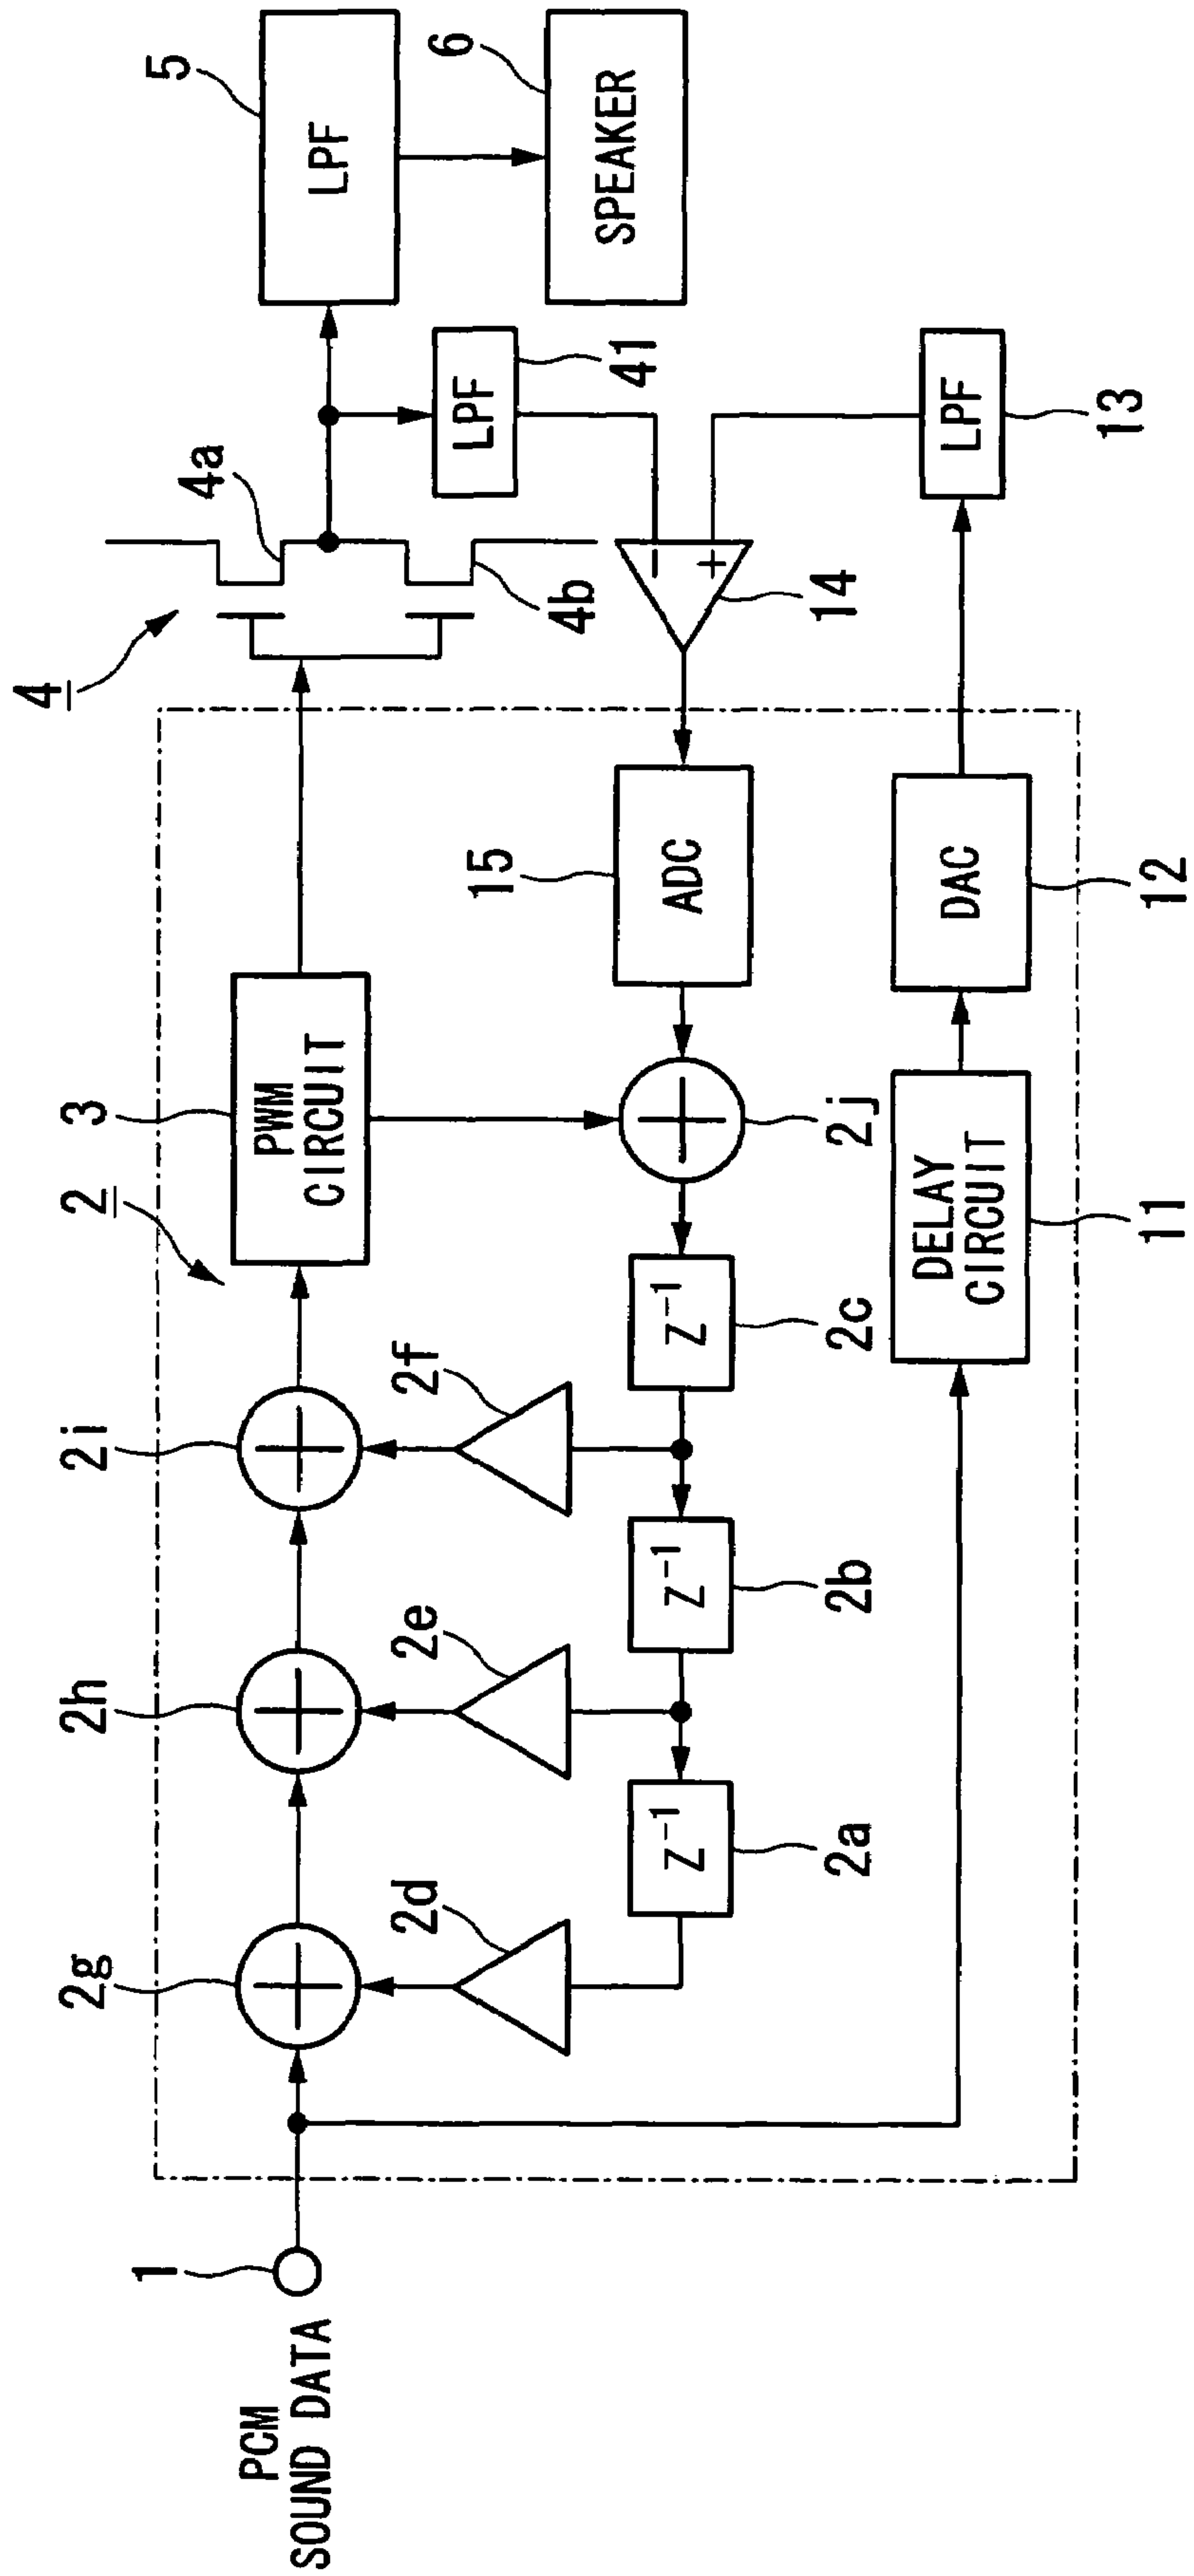 PCM
SOUND DATA
1
2g
2h
2i
2
3
PWM
CIRCUIT
4
4a
4b
5
LPF
6
SPEAKER
LPF
41
2d
2e
2f
Z⁻¹
2a
Z⁻¹
2b
Z⁻¹
2c
2j
15
ADC
−
+
14
DELAY
CIRCUIT
11
DAC
12
LPF
13